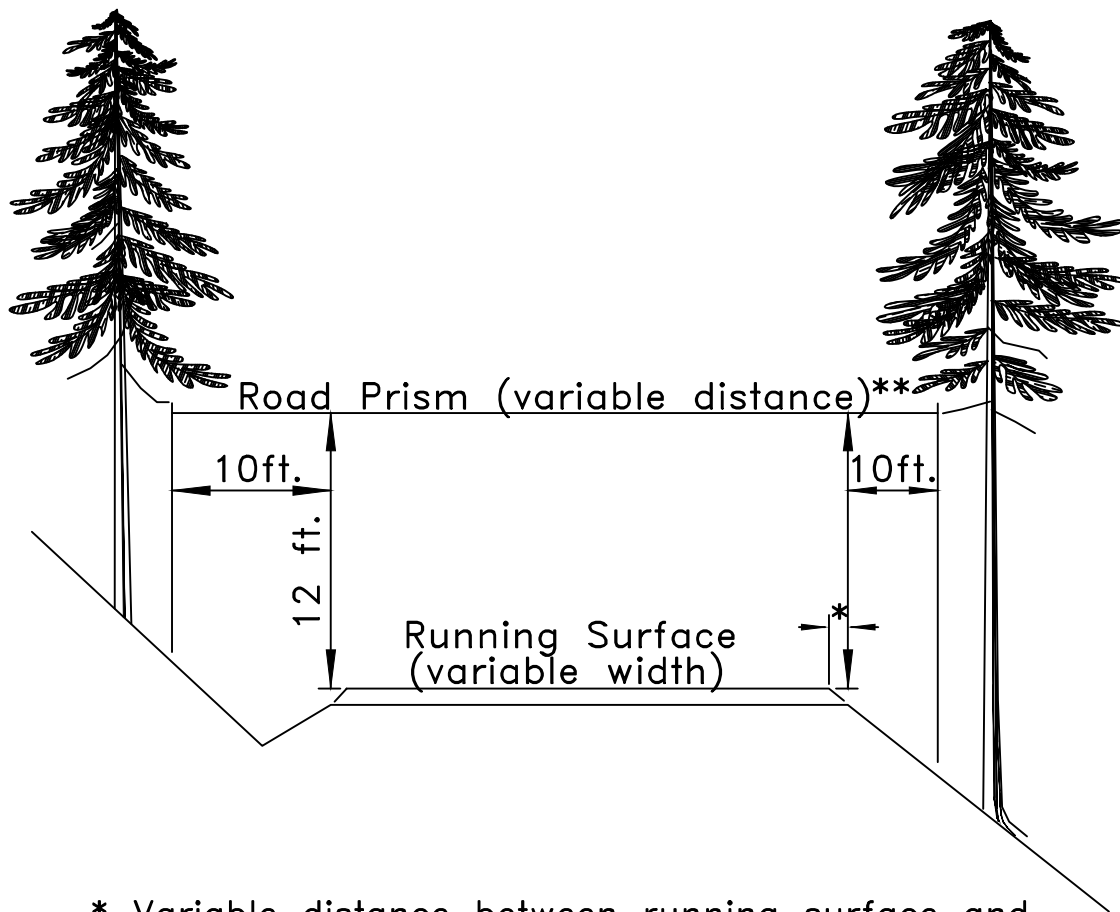 Road Prism (variable distance)**
10ft.
10ft.
12 ft.
*
Running Surface
(variable width)
* Variable distance between running surface and